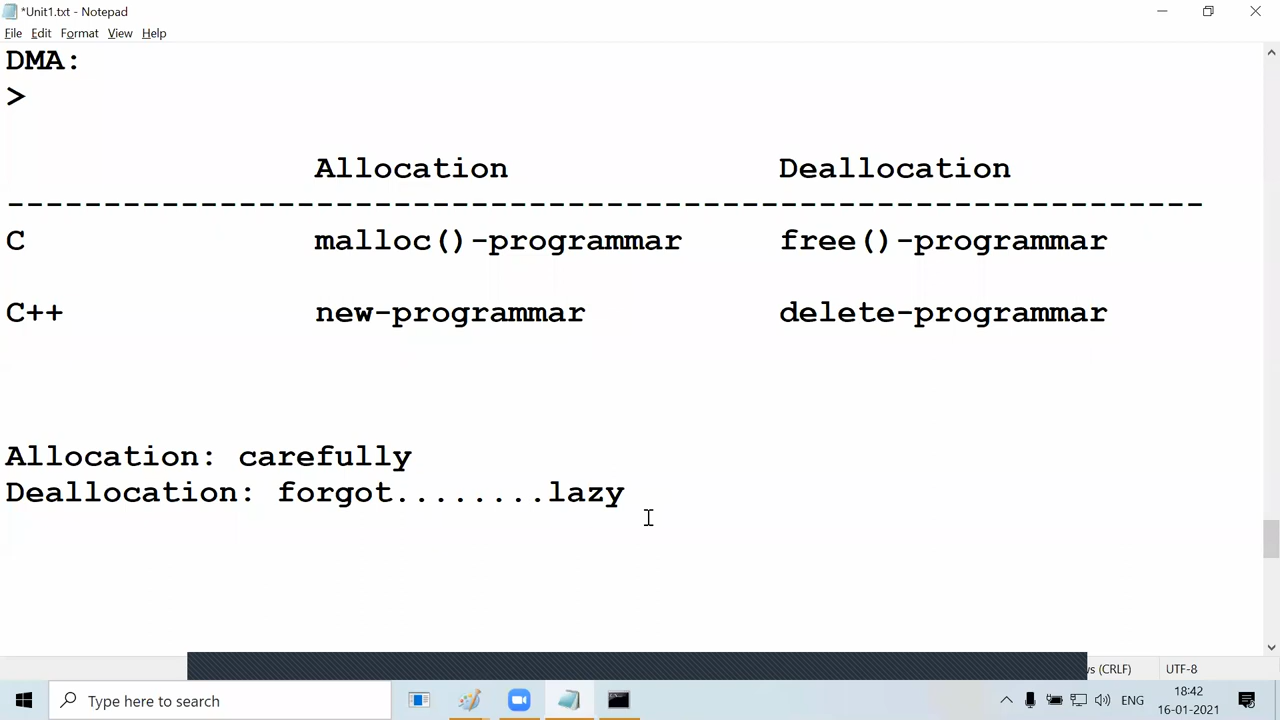 *Unit1.txt - Notepad
File Edit Format View Help
DMA:
>
Allocation Deallocation
--------------------------------------------------------------
C malloc()-programmar free()-programmar
C++ new-programmar delete-programmar
Allocation: carefully
Deallocation: forgot........lazy
s (CRLF) UTF-8
Type here to search
ENG
18:42
16-01-2021